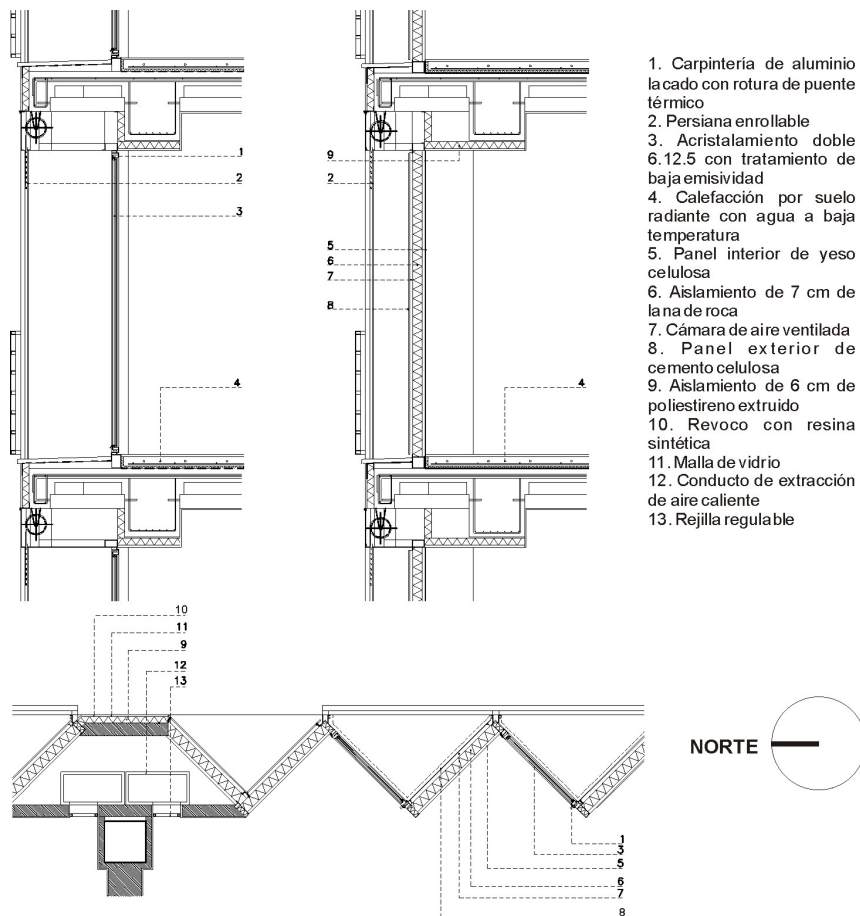 1. Carpintería de aluminio
lacado con rotura de puente
térmico
2. Persiana enrollable
3. Acristalamiento doble
6.12.5 con tratamiento de
baja emisividad
4. Calefacción por suelo
radiante con agua a baja
temperatura
5. Panel interior de yeso
celulosa
6. Aislamiento de 7 cm de
lana de roca
7. Cámara de aire ventilada
8. Panel exterior de
cemento celulosa
9. Aislamiento de 6 cm de
poliestireno extruido
10. Revoco con resina
sintética
11. Malla de vidrio
12. Conducto de extracción
de aire caliente
13. Rejilla regulable
1
2
3
4
9
2
5
6
7
8
4
10
11
9
12
13
1
3
5
6
7
8
NORTE